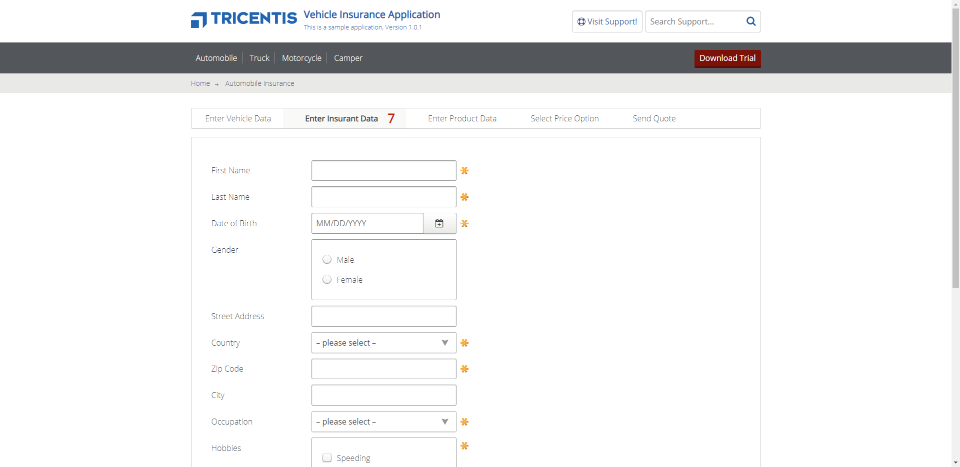 TRICENTIS Vehicle Insurance Application
This is a sample application. Version 1.0.1
Visit Support! Search Support...
Automobile Truck Motorcycle Camper Download Trial
Home → Automobile Insurance
Enter Vehicle Data Enter Insurant Data 7 Enter Product Data Select Price Option Send Quote
First Name
Last Name
Date of Birth MM/DD/YYYY
Gender
Male
Female
Street Address
Country – please select –
Zip Code
City
Occupation – please select –
Hobbies
Speeding